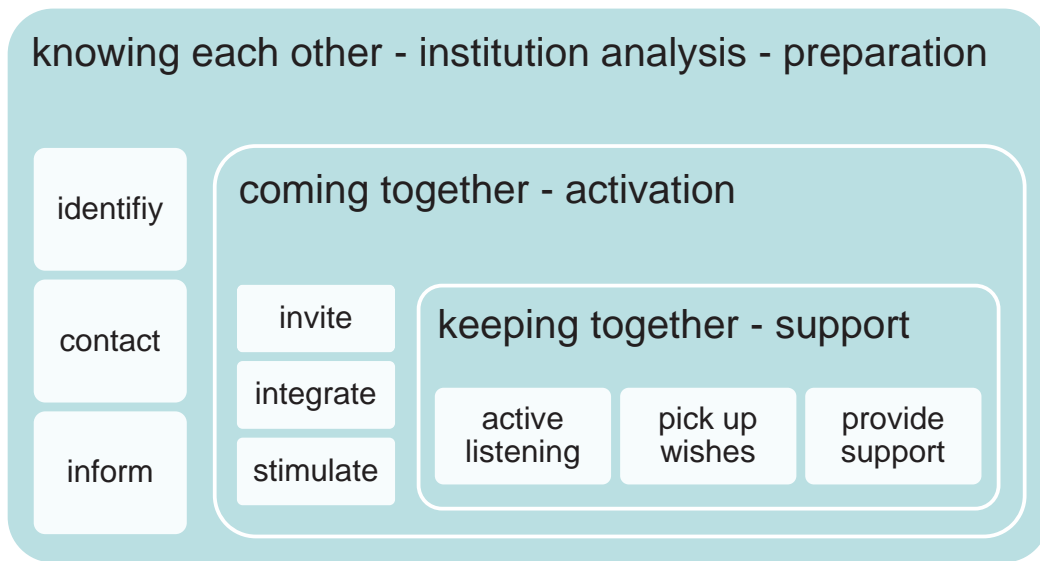 knowing each other - institution analysis - preparation
identifiy
contact
inform
coming together - activation
invite
integrate
stimulate
keeping together - support
active
listening
pick up
wishes
provide
support